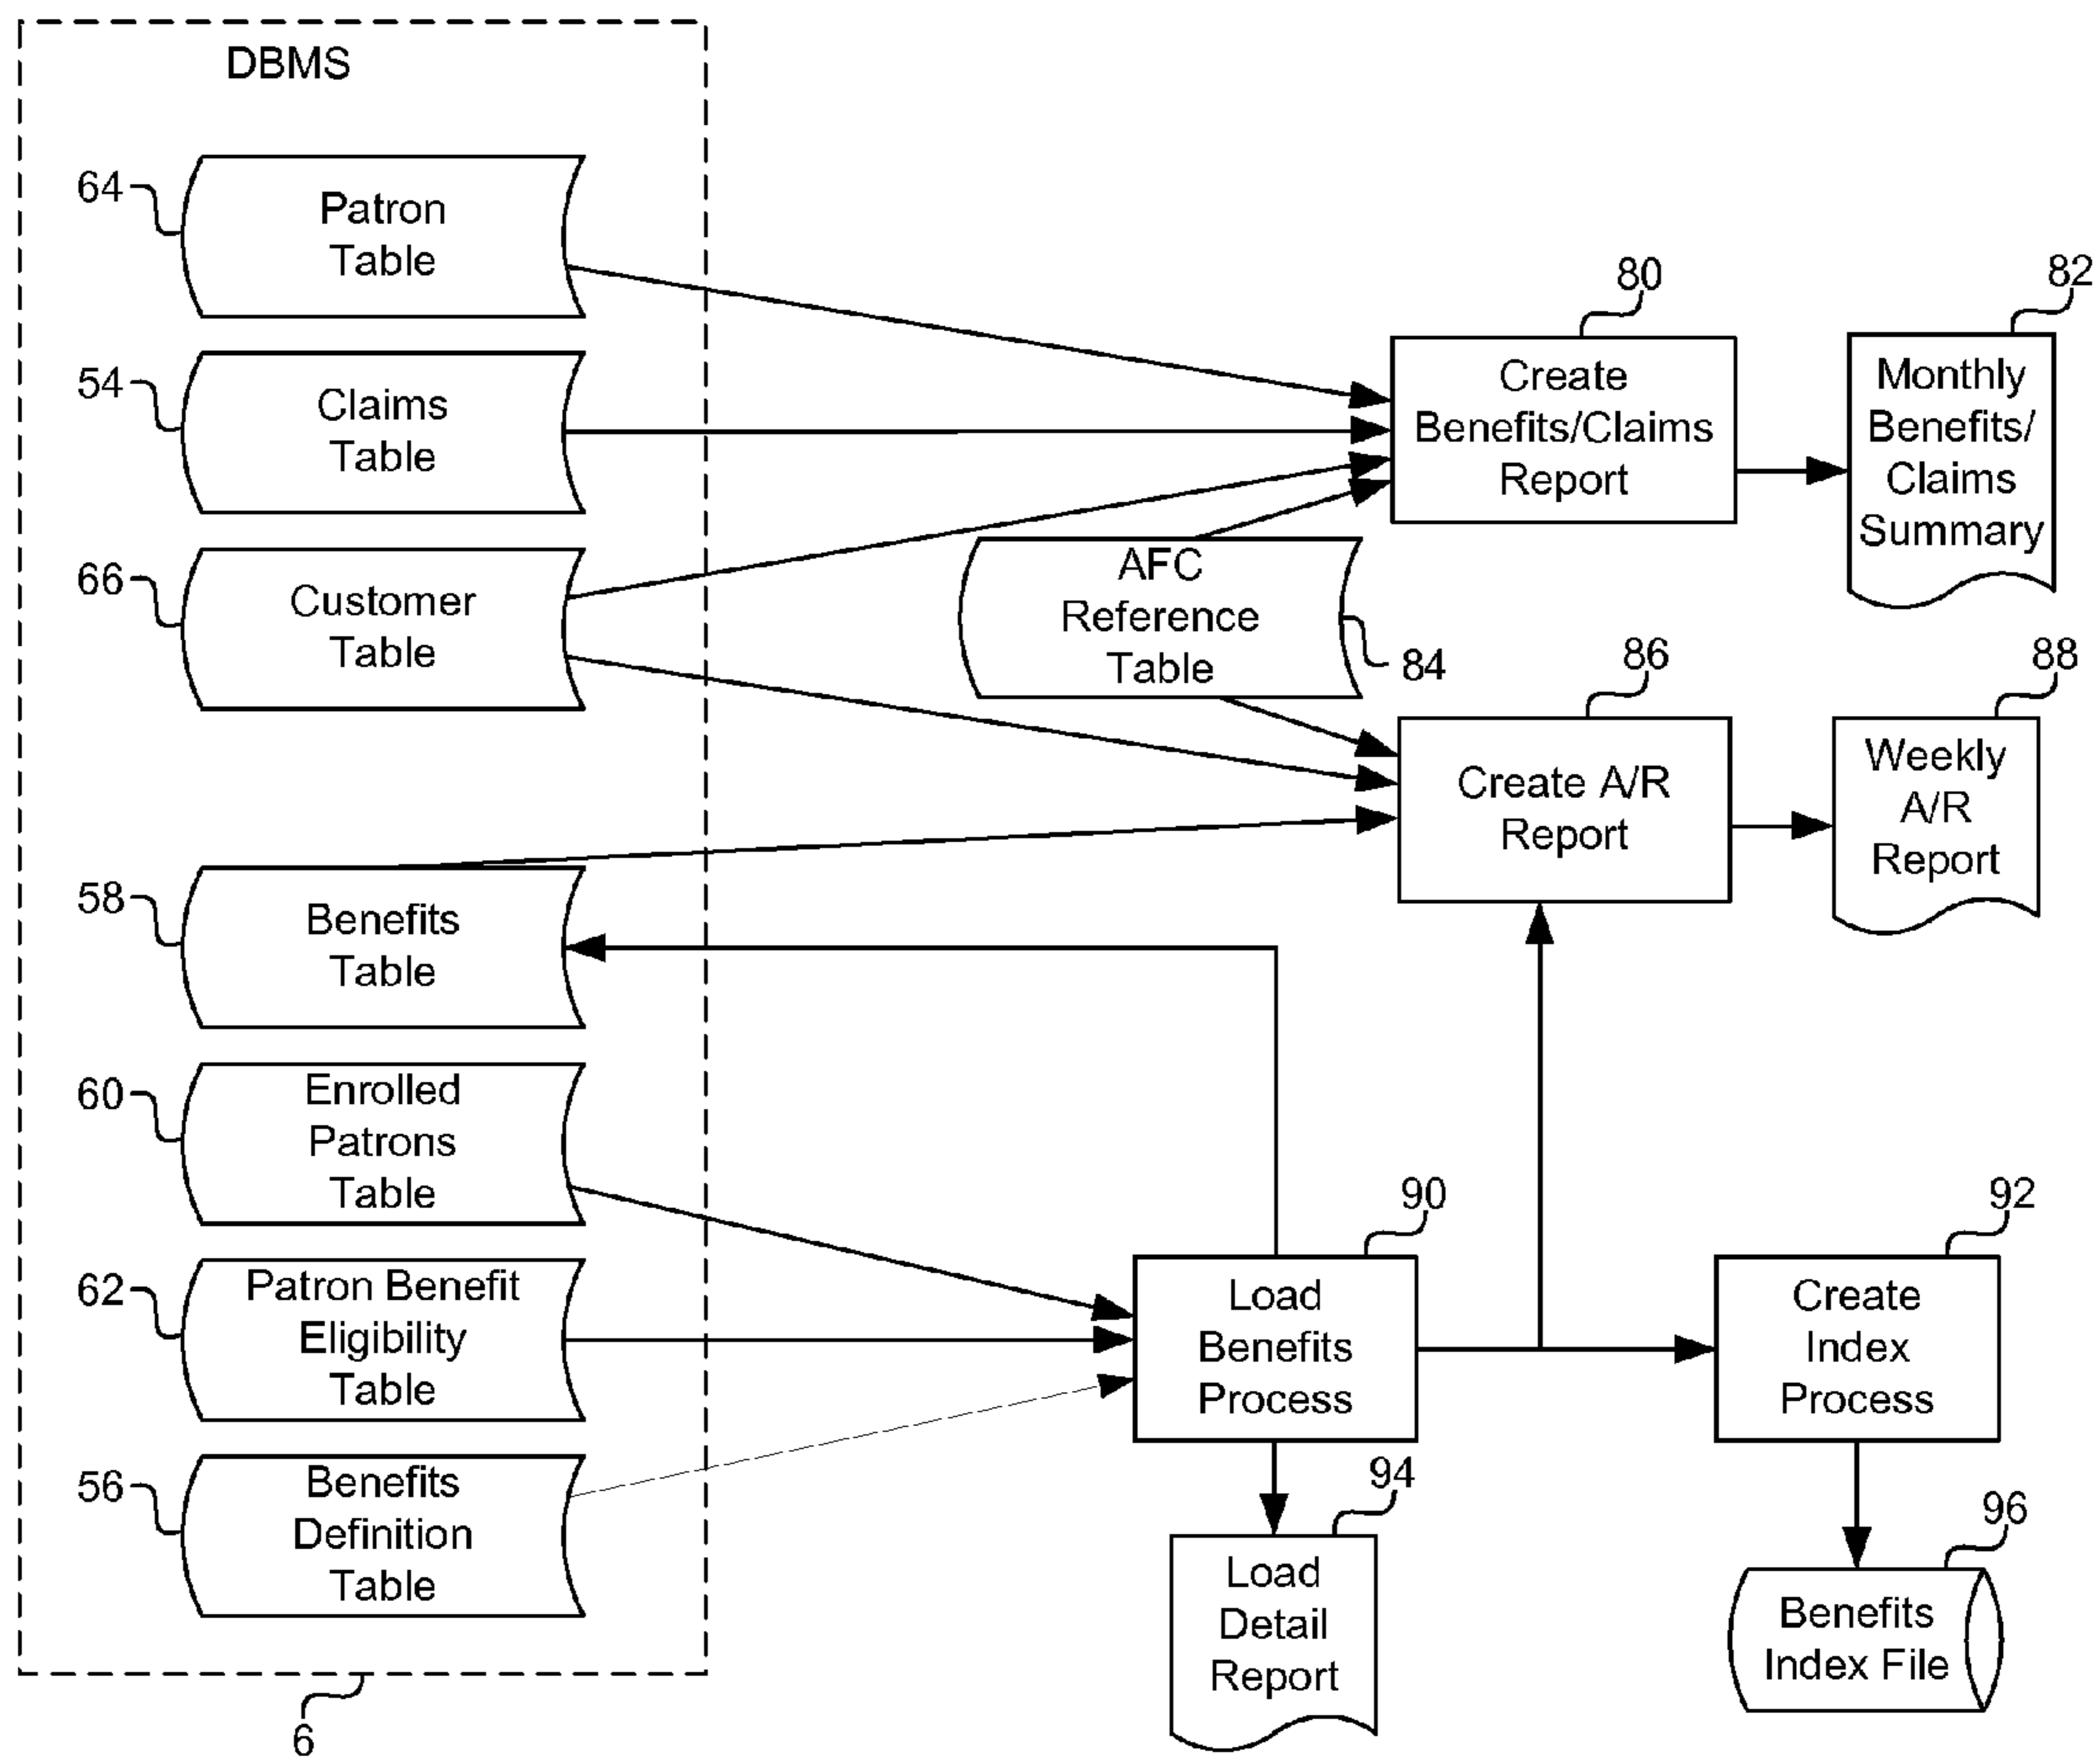 DBMS
64
Patron
Table
54
Claims
Table
66
Customer
Table
58
Benefits
Table
60
Enrolled
Patrons
Table
62
Patron Benefit
Eligibility
Table
56
Benefits
Definition
Table
6
80
Create
Benefits/Claims
Report
82
Monthly
Benefits/
Claims
Summary
AFC
Reference
Table
84
86
Create A/R
Report
88
Weekly
A/R
Report
90
Load
Benefits
Process
92
Create
Index
Process
94
Load
Detail
Report
96
Benefits
Index File